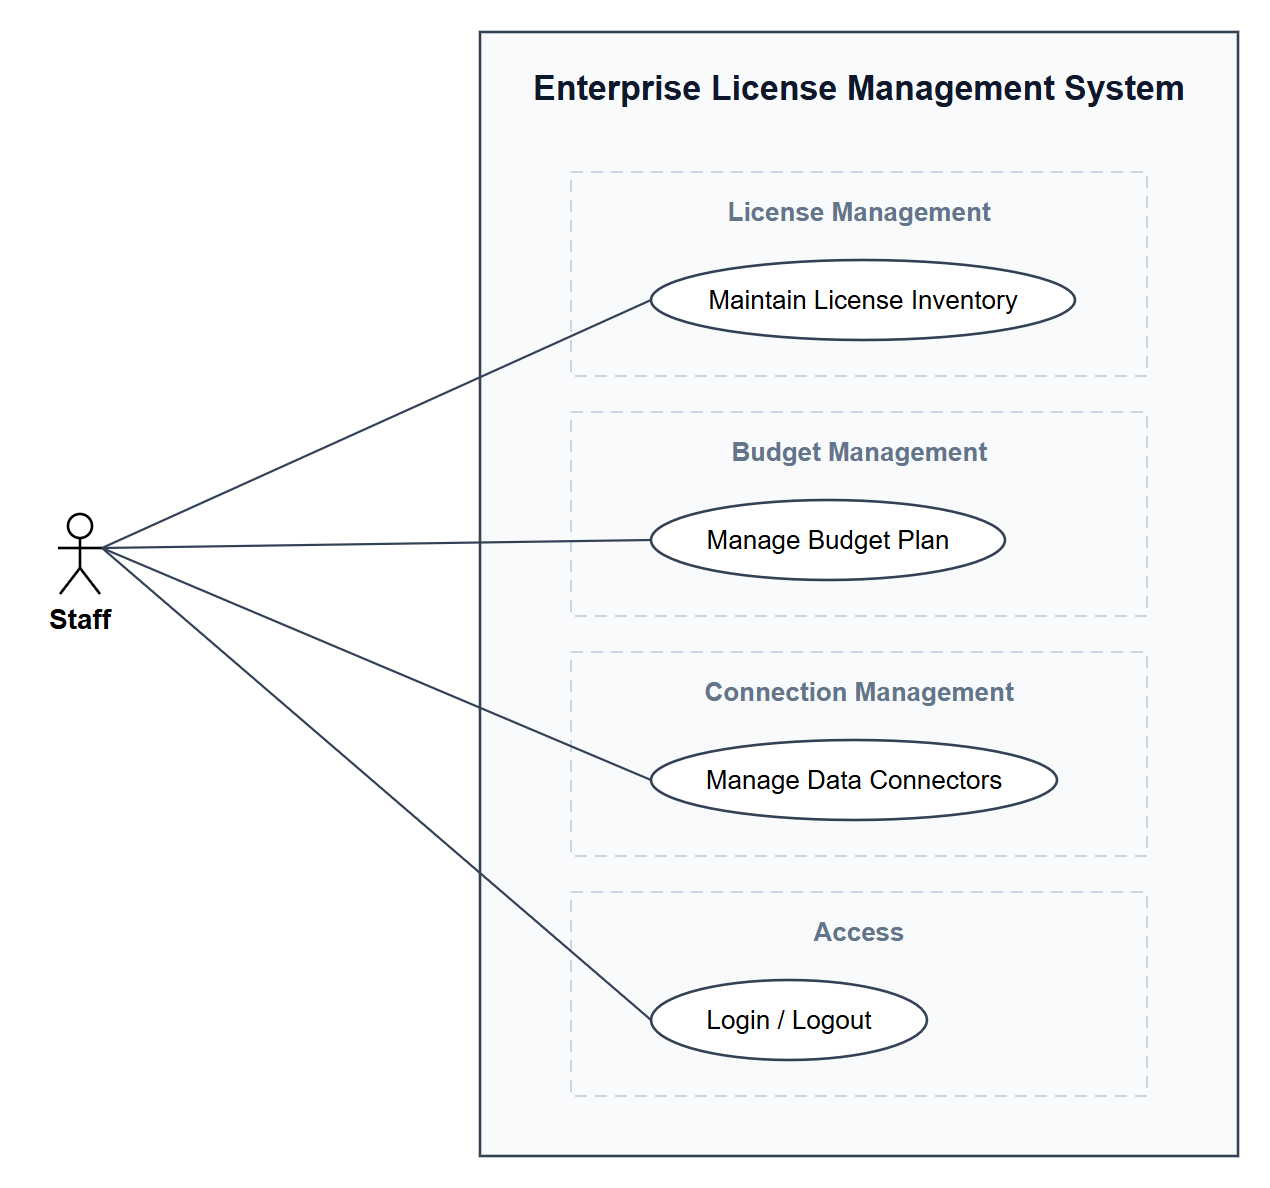 Enterprise License Management System
License Management
Maintain License Inventory
Budget Management
Manage Budget Plan
Staff
Connection Management
Manage Data Connectors
Access
Login / Logout